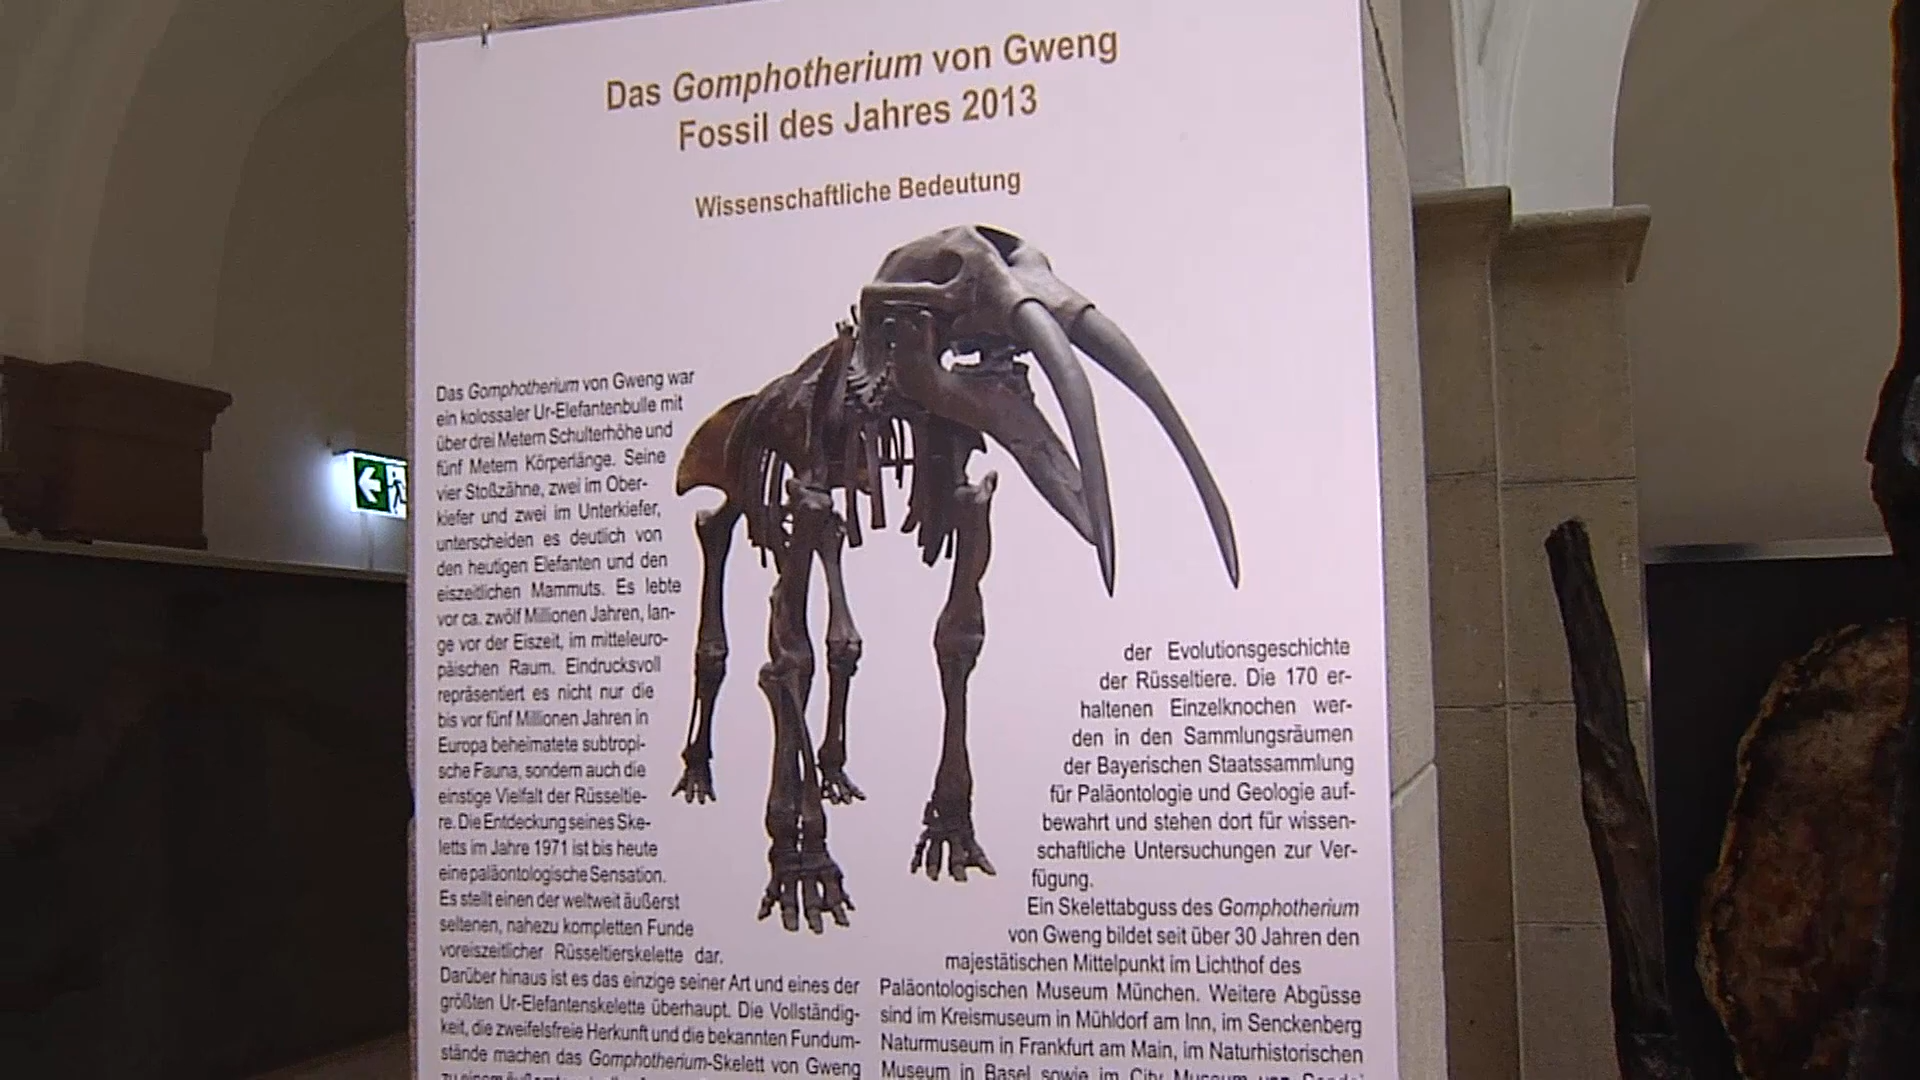 Das Gomphotherium von Gweng
Fossil des Jahres 2013
Wissenschaftliche Bedeutung
Das Gomphotherium von Gweng war
ein kolossaler Ur-Elefantenbulle mit
über drei Metern Schulterhöhe und
fünf Metern Körperlänge. Seine
vier Stoßzähne, zwei im Ober-
kiefer und zwei im Unterkiefer,
unterscheiden es deutlich von
den heutigen Elefanten und den
eiszeitlichen Mammuts. Es lebte
vor ca. zwölf Millionen Jahren, lan-
ge vor der Eiszeit, im mitteleuro-
päischen Raum. Eindrucksvoll
repräsentiert es nicht nur die
bis vor fünf Millionen Jahren in
Europa beheimatete subtropi-
sche Fauna, sondern auch die
einstige Vielfalt der Rüsseltie-
re. Die Entdeckung seines Ske-
letts im Jahre 1971 ist bis heute
eine paläontologische Sensation.
Es stellt einen der weltweit äußerst
seltenen, nahezu kompletten Funde
voreiszeitlicher Rüsseltierskelette dar.
Darüber hinaus ist es das einzige seiner Art und eines der
größten Ur-Elefantenskelette überhaupt. Die Vollständig-
keit, die zweifelsfreie Herkunft und die bekannten Fundum-
stände machen das Gomphotherium-Skelett von Gweng
der Evolutionsgeschichte
der Rüsseltiere. Die 170 er-
haltenen Einzelknochen wer-
den in den Sammlungsräumen
der Bayerischen Staatssammlung
für Paläontologie und Geologie auf-
bewahrt und stehen dort für wissen-
schaftliche Untersuchungen zur Ver-
fügung.
Ein Skelettabguss des Gomphotherium
von Gweng bildet seit über 30 Jahren den
majestätischen Mittelpunkt im Lichthof des
Paläontologischen Museum München. Weitere Abgüsse
sind im Kreismuseum in Mühldorf am Inn, im Senckenberg
Naturmuseum in Frankfurt am Main, im Naturhistorischen
Museum in Basel sowie im City Museum von